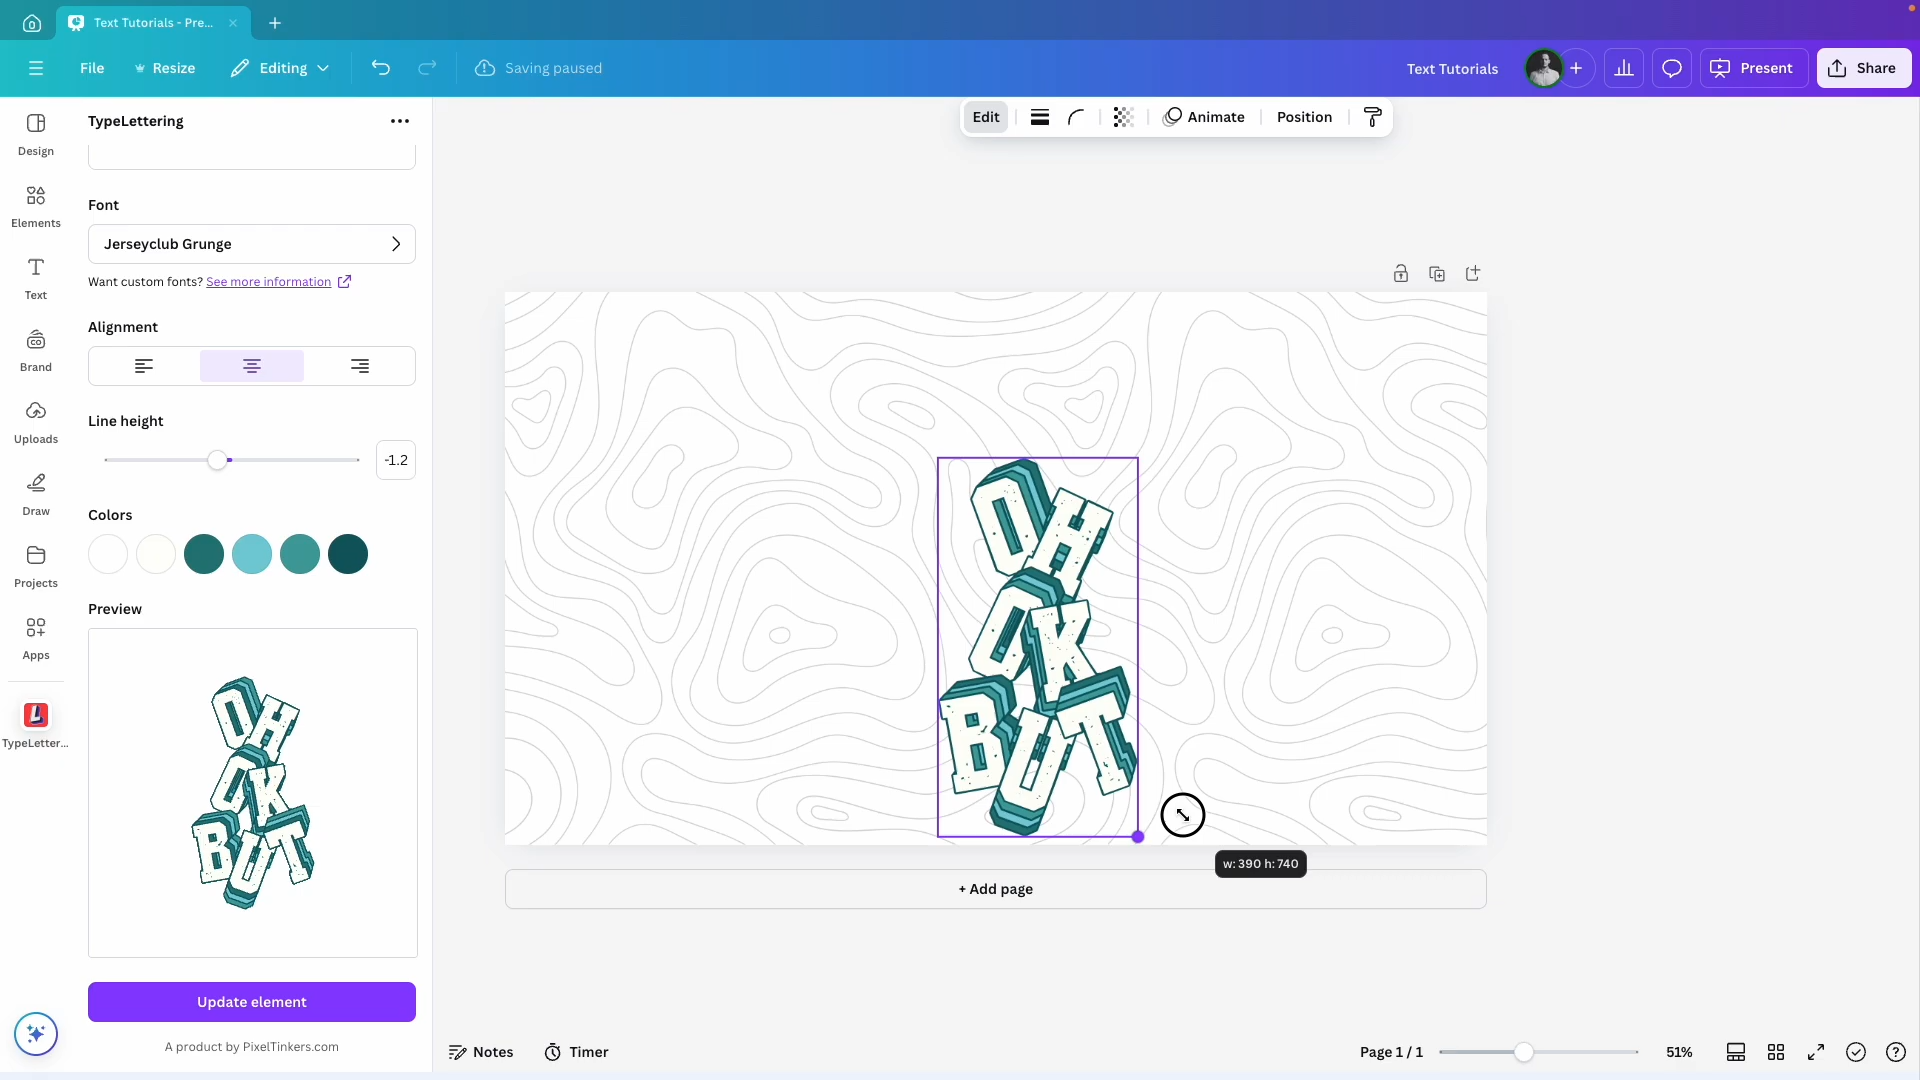 Text Tutorials - Pre...
File
Resize
Editing
Saving paused
Text Tutorials
Present
Share
Design
Elements
Text
Brand
Uploads
Draw
Projects
Apps
TypeLetter...
TypeLettering
Font
Jerseyclub Grunge
Want custom fonts? See more information
Alignment
Line height
-1.2
Colors
Preview
OH
CK
BUT
Update element
A product by PixelTinkers.com
Edit
Animate
Position
OH
CK
BUT
w: 390 h: 740
+ Add page
Notes
Timer
Page 1 / 1
51%